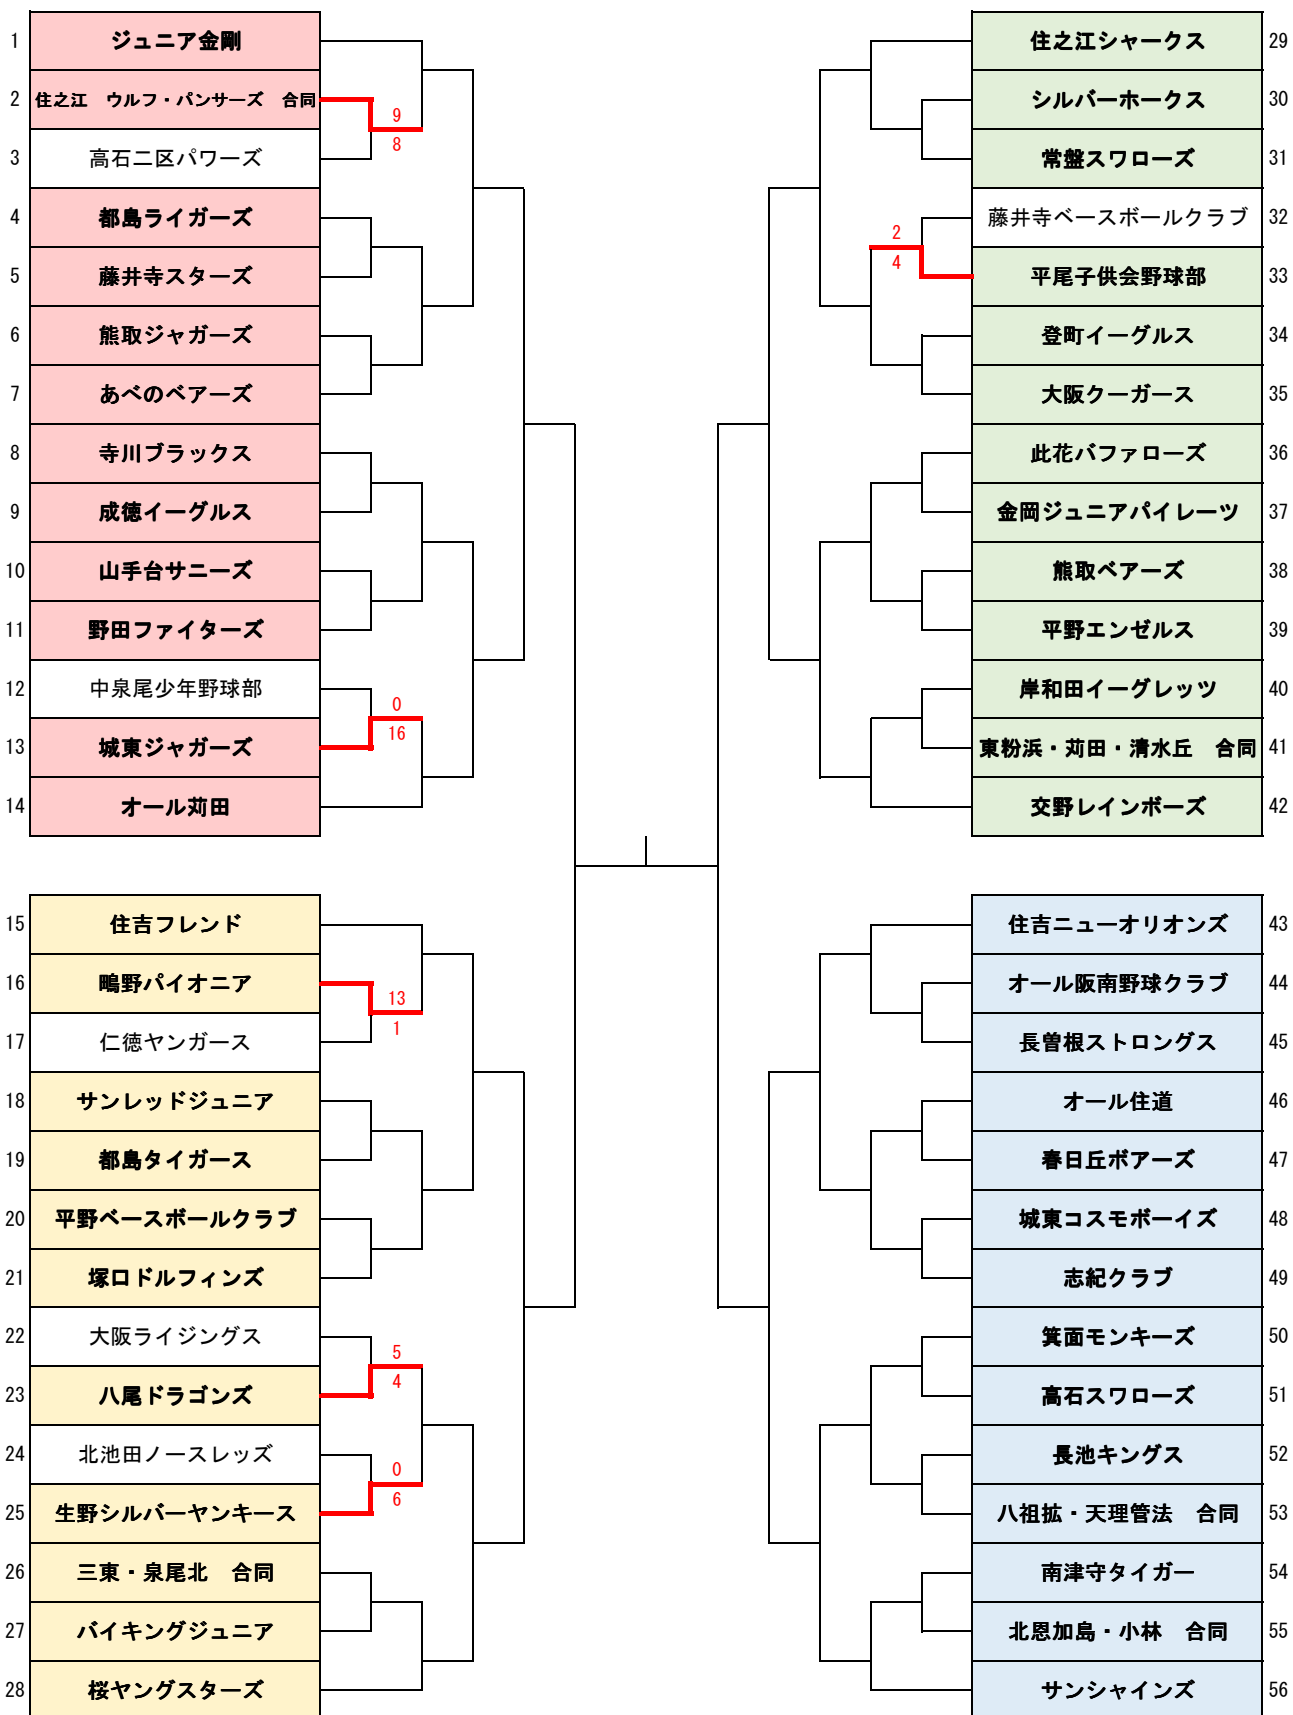 1 ジュニア金剛
2 住之江　ウルフ・パンサーズ　合同
9
8
3 高石二区パワーズ
4 都島ライガーズ
5 藤井寺スターズ
6 熊取ジャガーズ
7 あべのベアーズ
8 寺川ブラックス
9 成徳イーグルス
10 山手台サニーズ
11 野田ファイターズ
12 中泉尾少年野球部
0
16
13 城東ジャガーズ
14 オール苅田
15 住吉フレンド
16 鴫野パイオニア
13
1
17 仁徳ヤンガース
18 サンレッドジュニア
19 都島タイガース
20 平野ベースボールクラブ
21 塚口ドルフィンズ
22 大阪ライジングス
5
4
23 八尾ドラゴンズ
24 北池田ノースレッズ
0
6
25 生野シルバーヤンキース
26 三東・泉尾北　合同
27 バイキングジュニア
28 桜ヤングスターズ
住之江シャークス 29
シルバーホークス 30
常盤スワローズ 31
藤井寺ベースボールクラブ 32
2
4
平尾子供会野球部 33
登町イーグルス 34
大阪クーガース 35
此花バファローズ 36
金岡ジュニアパイレーツ 37
熊取ベアーズ 38
平野エンゼルス 39
岸和田イーグレッツ 40
東粉浜・苅田・清水丘　合同 41
交野レインボーズ 42
住吉ニューオリオンズ 43
オール阪南野球クラブ 44
長曽根ストロングス 45
オール住道 46
春日丘ボアーズ 47
城東コスモボーイズ 48
志紀クラブ 49
箕面モンキーズ 50
高石スワローズ 51
長池キングス 52
八祖拡・天理管法　合同 53
南津守タイガー 54
北恩加島・小林　合同 55
サンシャインズ 56